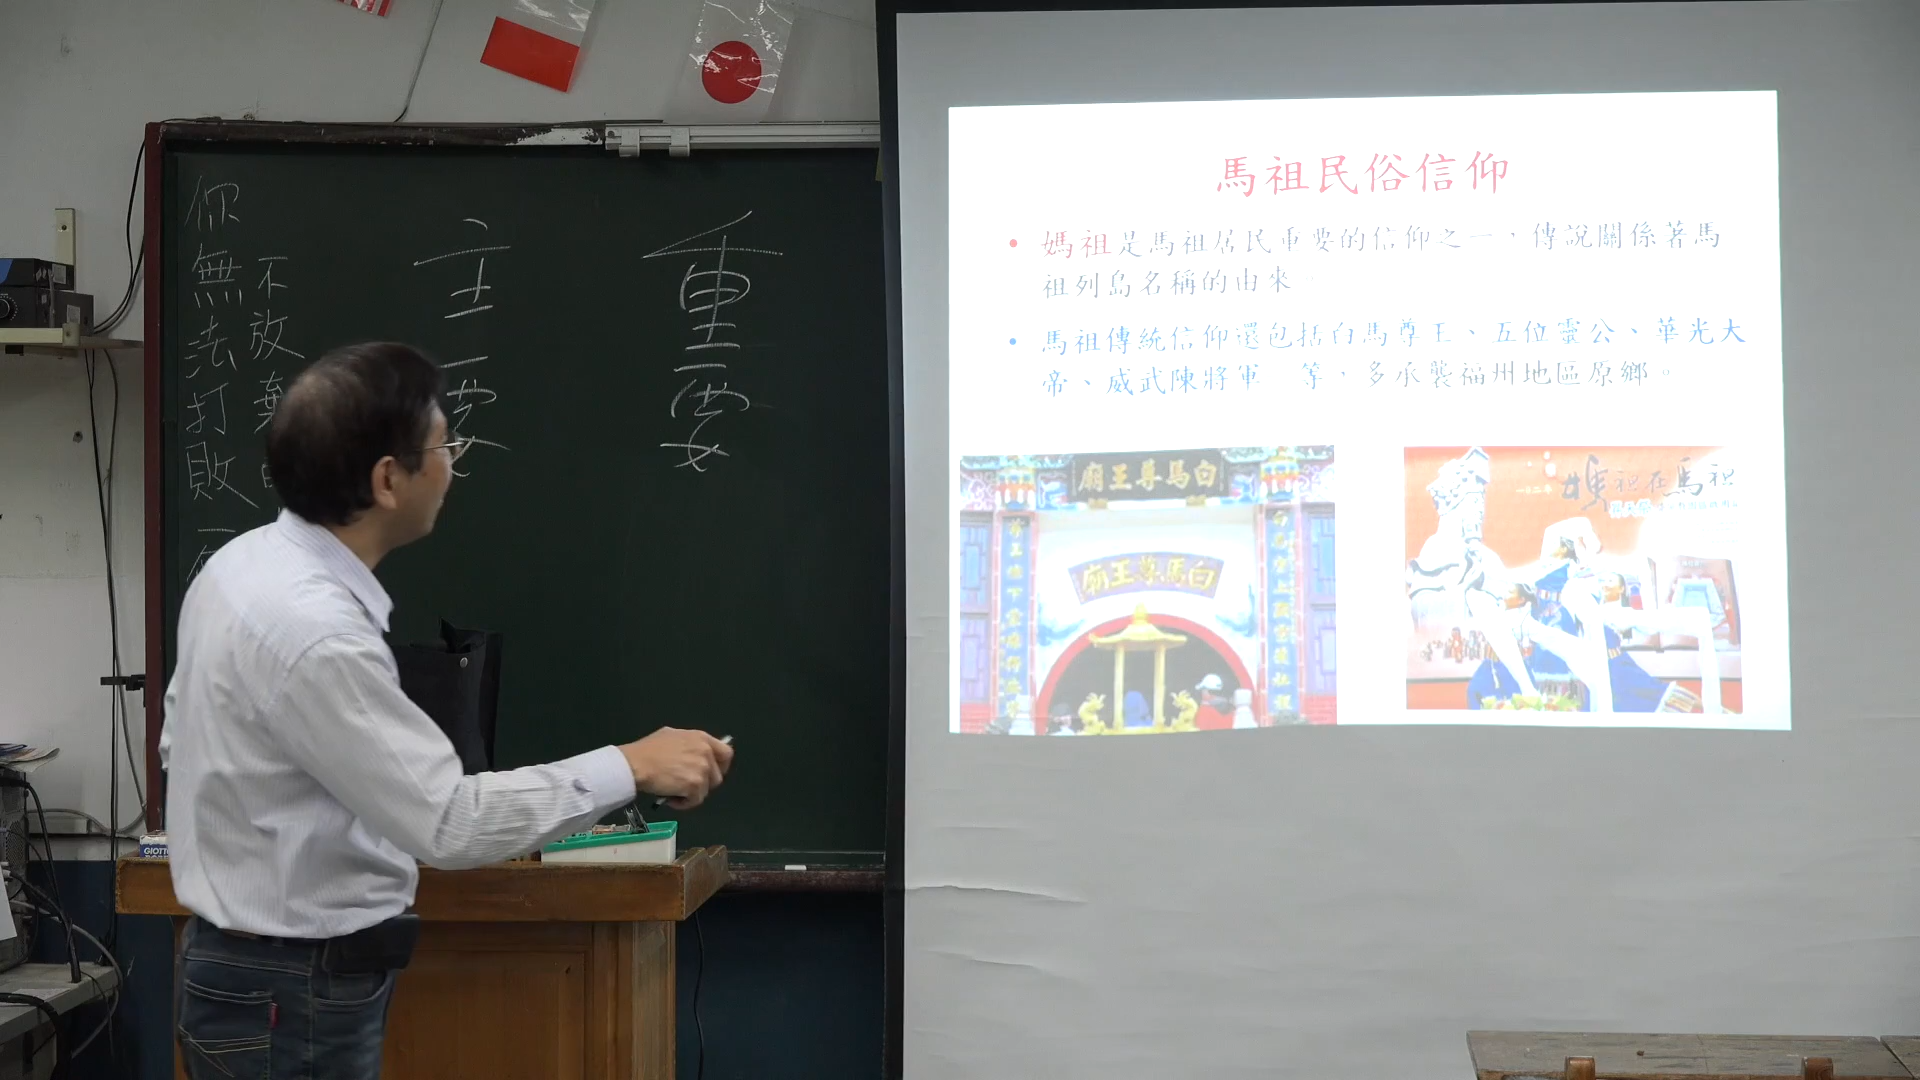 你無法打敗一個
不放棄
主要
重要
馬祖民俗信仰
• 媽祖是馬祖居民重要的信仰之一、傳說關係著馬
祖列島名稱的由來。
• 馬祖傳統信仰還包括白馬尊王、五位靈公、華光大
帝、威武陳將軍 等，多承襲福州地區原鄉。
廟王尊馬白
廟王尊馬白
媽祖在馬祖
GIOTTO